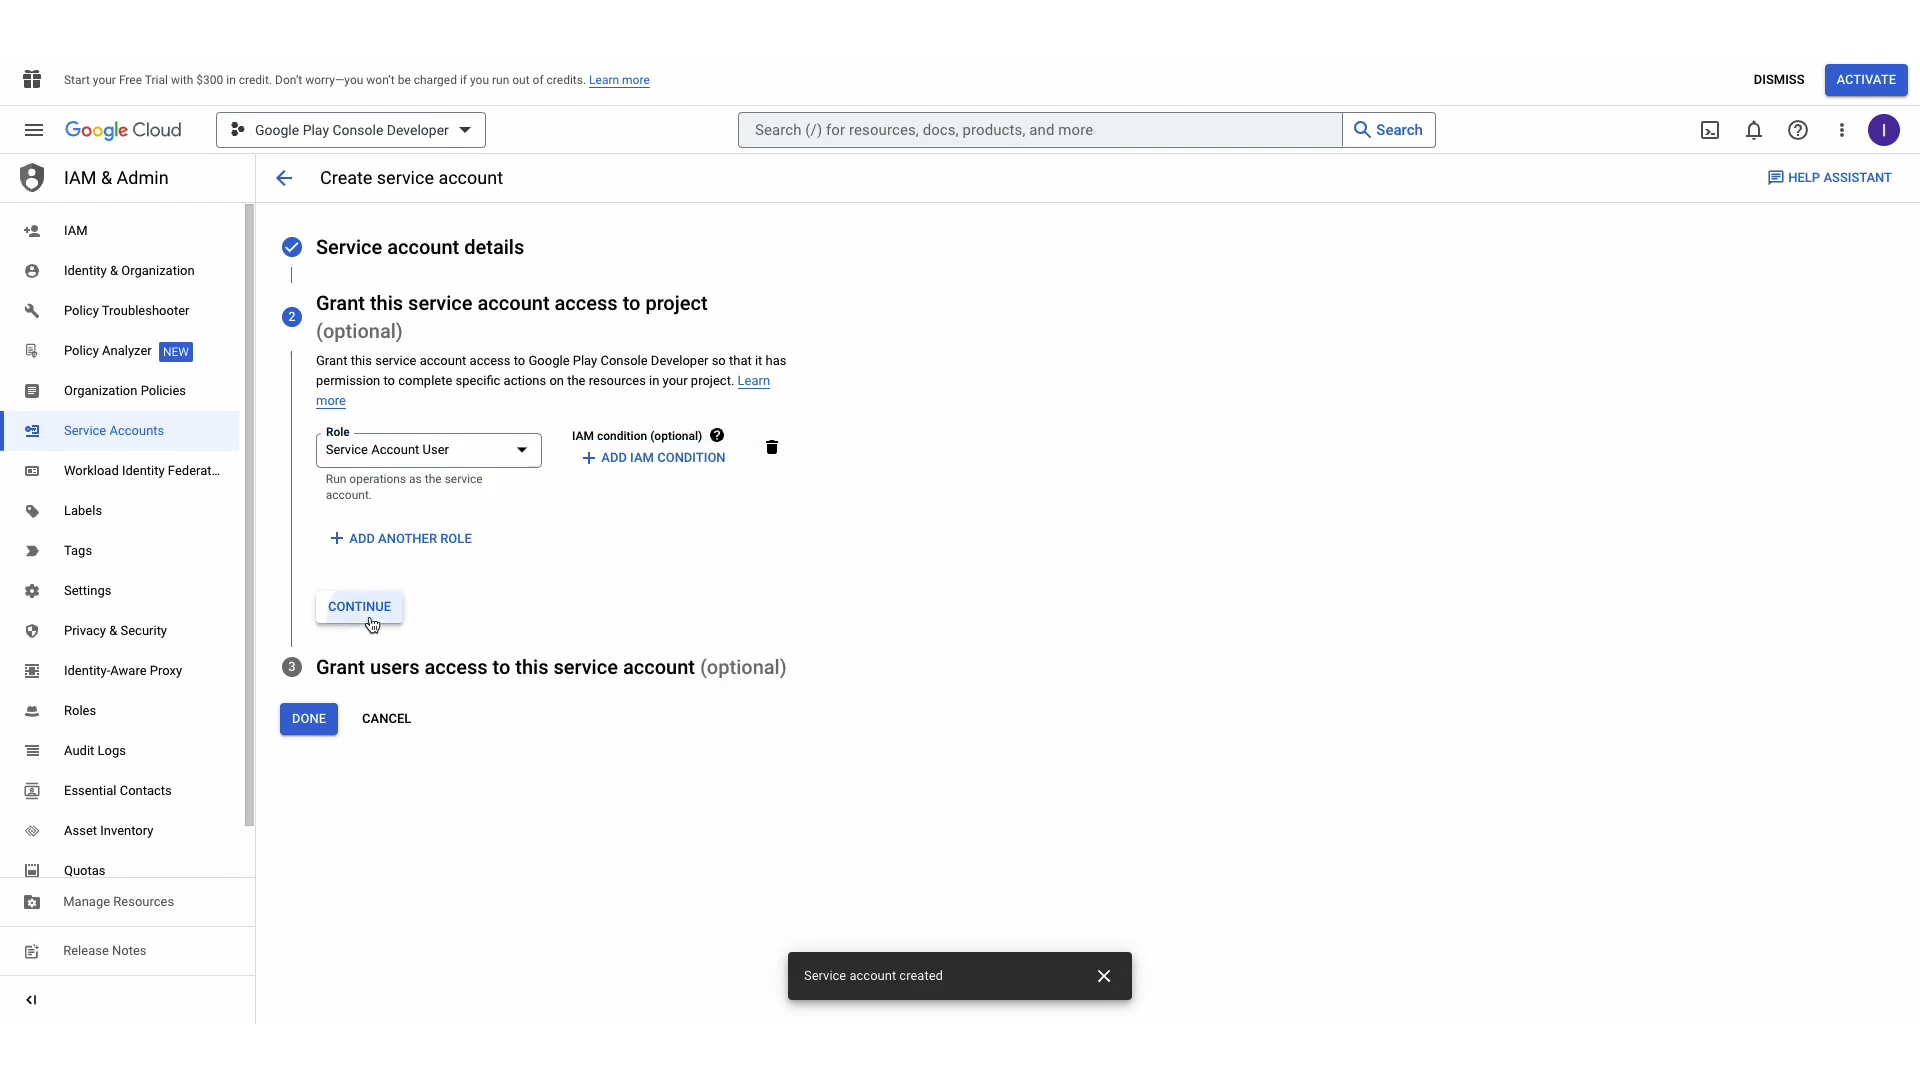 Start your Free Trial with $300 in credit. Don't worry—you won't be charged if you run out of credits. Learn more
DISMISS
ACTIVATE
Google Cloud
Google Play Console Developer
Search (/) for resources, docs, products, and more
Search
I
IAM & Admin
Create service account
HELP ASSISTANT
IAM
Identity & Organization
Policy Troubleshooter
Policy Analyzer NEW
Organization Policies
Service Accounts
Workload Identity Federat...
Labels
Tags
Settings
Privacy & Security
Identity-Aware Proxy
Roles
Audit Logs
Essential Contacts
Asset Inventory
Quotas
Manage Resources
Release Notes
Service account details
2
Grant this service account access to project
(optional)
Grant this service account access to Google Play Console Developer so that it has
permission to complete specific actions on the resources in your project. Learn
more
Role
Service Account User
IAM condition (optional)
ADD IAM CONDITION
Run operations as the service
account.
ADD ANOTHER ROLE
CONTINUE
3 Grant users access to this service account (optional)
DONE
CANCEL
Service account created